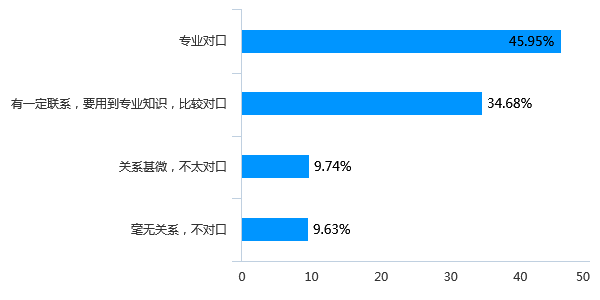 专业对口
45.95%
有一定联系，要用到专业知识，比较对口
34.68%
关系甚微，不太对口
9.74%
毫无关系，不对口
9.63%
0 10 20 30 40 50